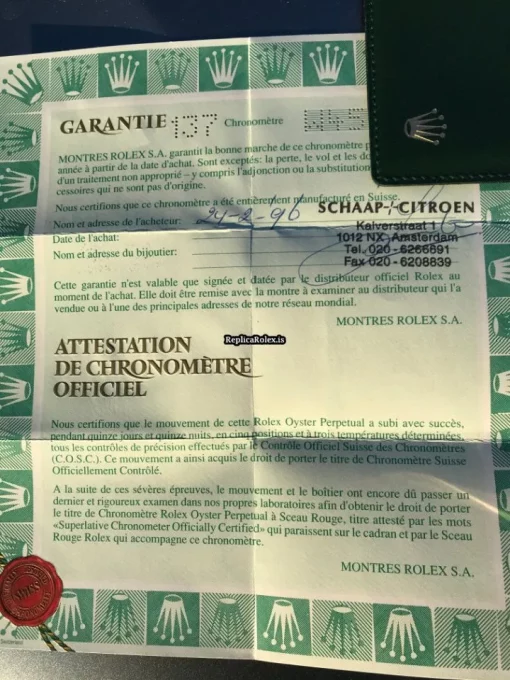 GARANTIE 137 Chronomètre
MONTRES ROLEX S.A. garantit la bonne marche de ce chronomètre
année à partir de la date d'achat. Sont exceptés: la perte, le vol et les
d'un traitement non approprié – y compris l'adjonction ou la substitution
cessoires qui ne sont pas d'origine.
Nous certifions que ce chronomètre a été entièrement manufacturé en Suisse.
Nom et adresse de l'acheteur: 24-2-96
Date de l'achat:
Nom et adresse du bijoutier:
SCHAAP-/-CITROEN
Kalverstraat 1
1012 NX Amsterdam
Tel. 020-6266691
Fax 020-6208839
Cette garantie n'est valable que signée et datée par le distributeur officiel Rolex au
moment de l'achat. Elle doit être remise avec la montre à examiner au distributeur qui l'a
vendue ou à l'une des principales adresses de notre réseau mondial.
MONTRES ROLEX S.A.
ReplicaRolex.is
ATTESTATION
DE CHRONOMÈTRE
OFFICIEL
Nous certifions que le mouvement de cette Rolex Oyster Perpetual a subi avec succès,
pendant quinze jours et quinze nuits, en cinq positions et à trois températures déterminées,
tous les contrôles de précision effectués par le Contrôle Officiel Suisse des Chronomètres
(C.O.S.C.). Ce mouvement a ainsi acquis le droit de porter le titre de Chronomètre Suisse
Officiellement Contrôlé.
A la suite de ces sévères épreuves, le mouvement et le boîtier ont encore dû passer un
dernier et rigoureux examen dans nos propres laboratoires afin d'obtenir le droit de porter
le titre de Chronomètre Rolex Oyster Perpetual à Sceau Rouge, titre attesté par les mots
«Superlative Chronometer Officially Certified» qui paraissent sur le cadran et par le Sceau
Rouge Rolex qui accompagne ce chronomètre.
MONTRES ROLEX S.A.